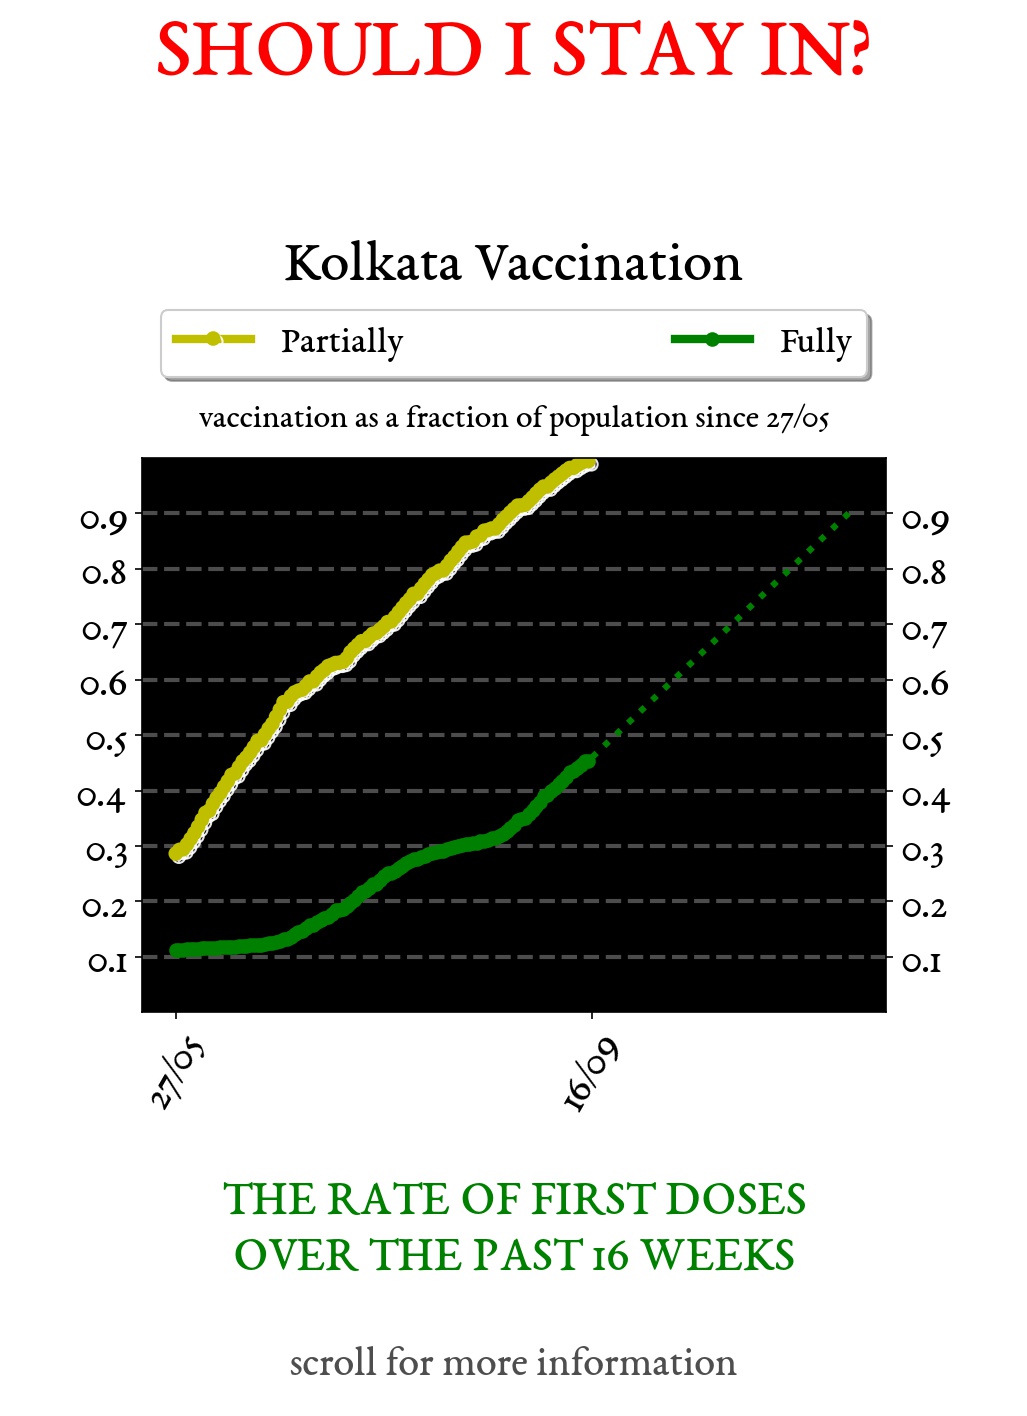 SHOULD I STAY IN?
Kolkata Vaccination
Partially Fully
vaccination as a fraction of population since 27/05
0.9 0.9
0.8 0.8
0.7 0.7
0.6 0.6
0.5 0.5
0.4 0.4
0.3 0.3
0.2 0.2
0.1 0.1
27/05 16/09
THE RATE OF FIRST DOSES
OVER THE PAST 16 WEEKS
scroll for more information